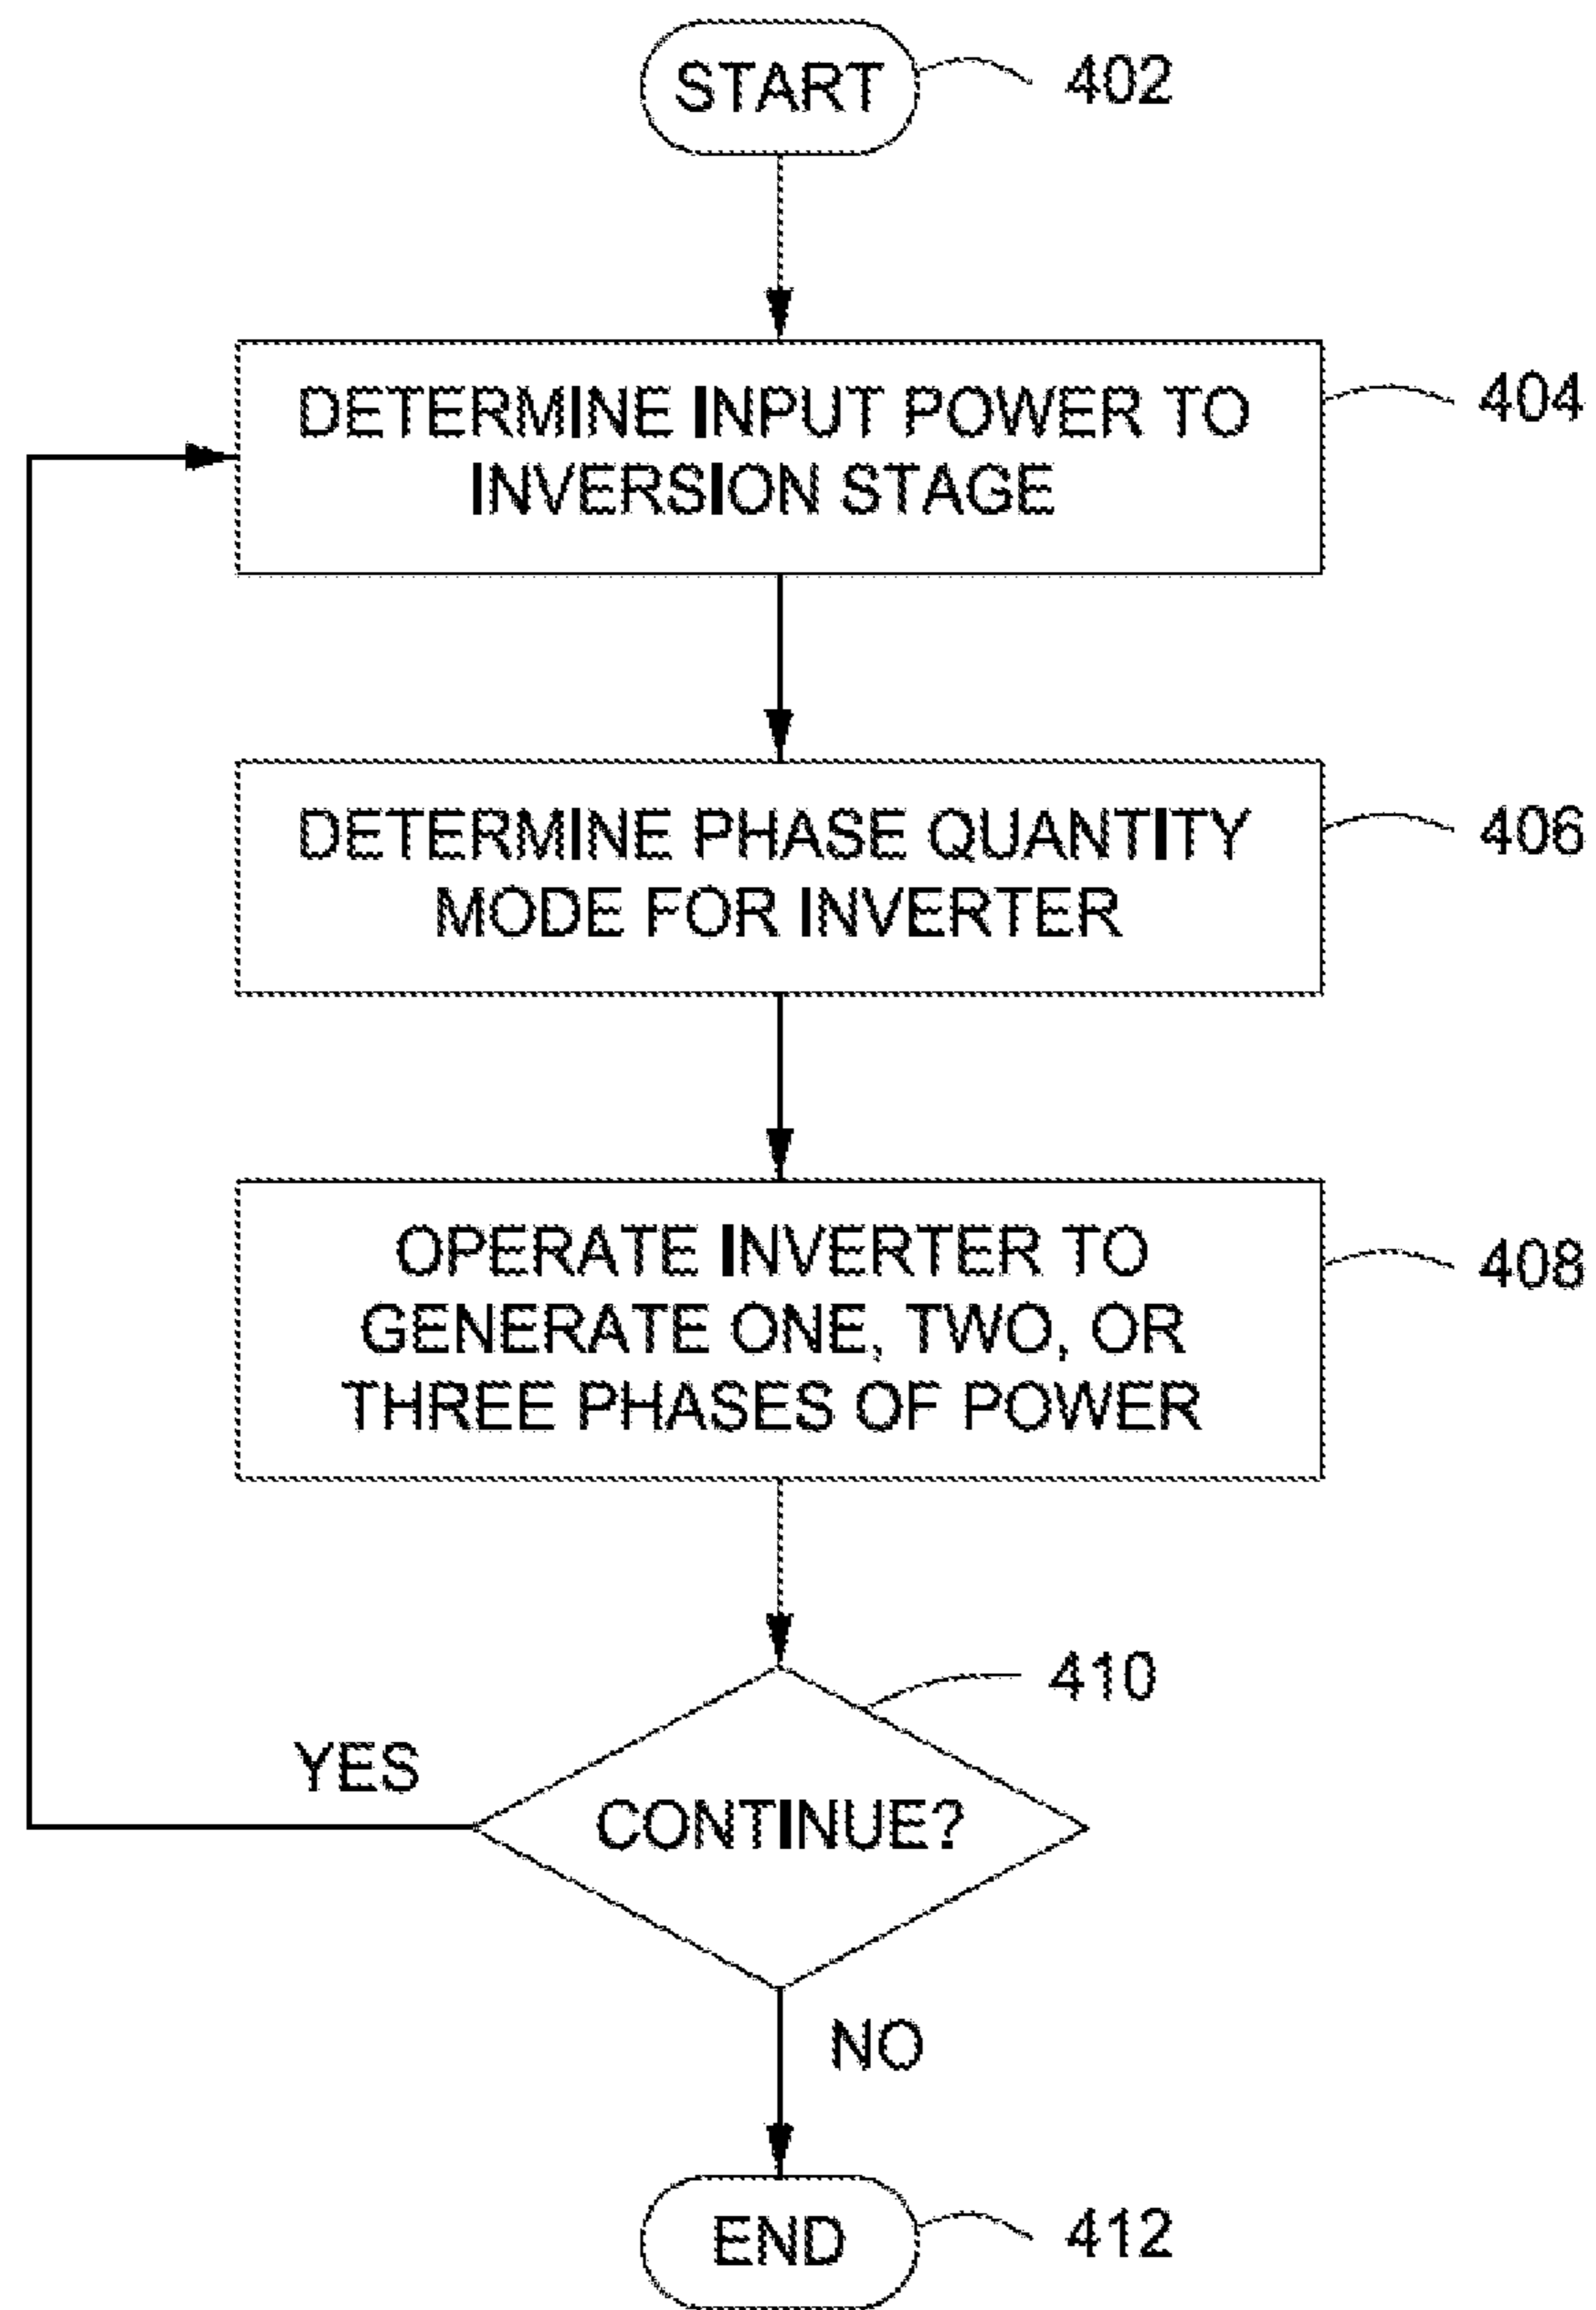 START
402
DETERMINE INPUT POWER TO
INVERSION STAGE
404
DETERMINE PHASE QUANTITY
MODE FOR INVERTER
406
OPERATE INVERTER TO
GENERATE ONE, TWO, OR
THREE PHASES OF POWER
408
410
YES
CONTINUE?
NO
END
412